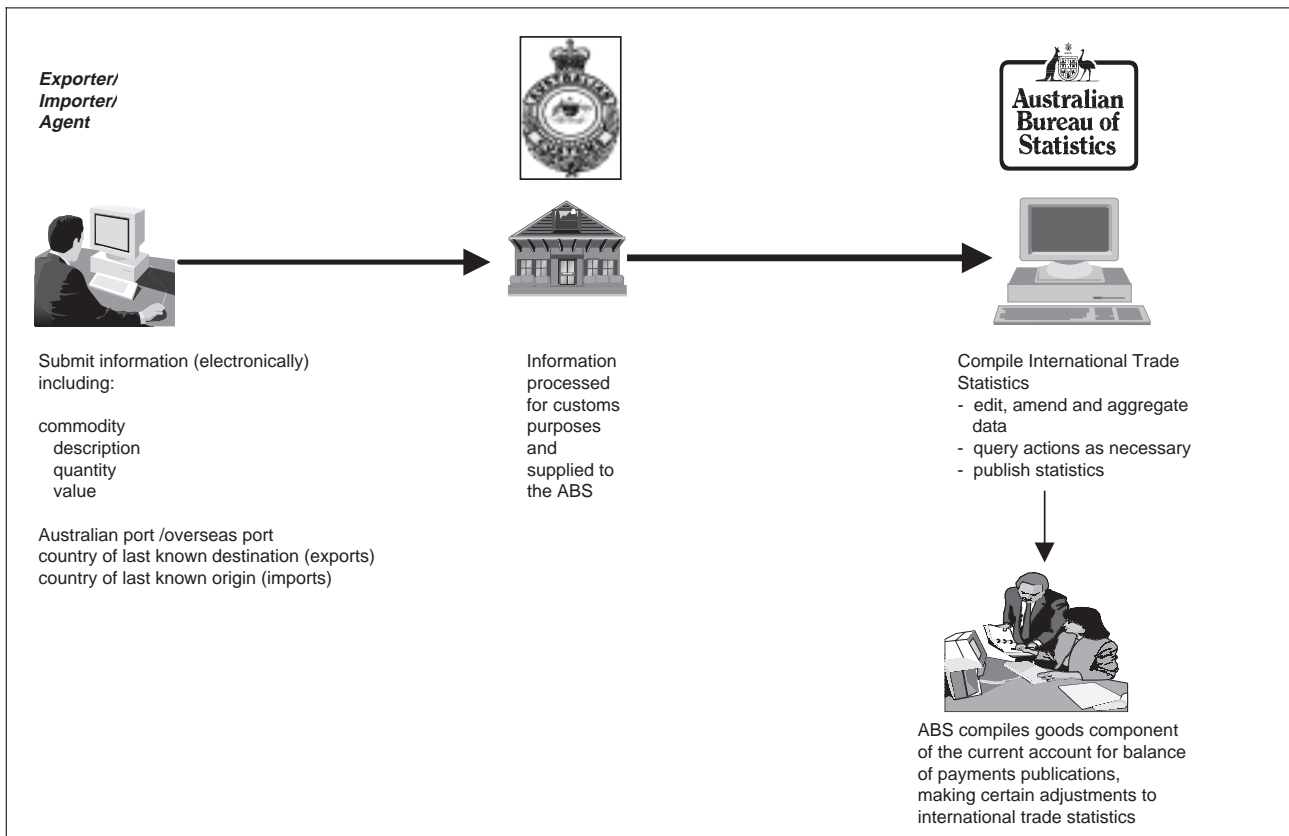 Exporter/
Importer/
Agent
AUSTRALIAN
CUSTOMS
Australian
Bureau of
Statistics
Submit information (electronically)
including:
commodity
description
quantity
value
Australian port /overseas port
country of last known destination (exports)
country of last known origin (imports)
Information
processed
for customs
purposes
and
supplied to
the ABS
Compile International Trade
Statistics
- edit, amend and aggregate
data
- query actions as necessary
- publish statistics
ABS compiles goods component
of the current account for balance
of payments publications,
making certain adjustments to
international trade statistics